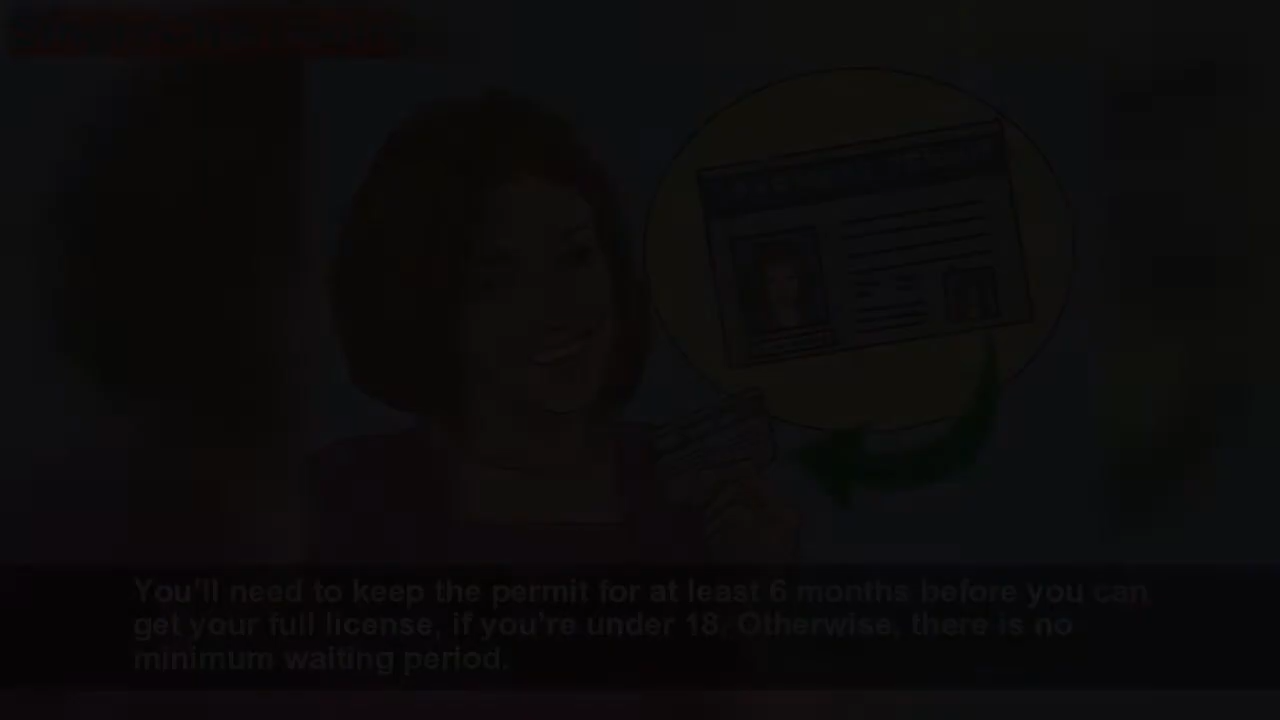 You'll need to keep the permit for at least 6 months before you can
get your full license, if you're under 18. Otherwise, there is no
minimum waiting period.